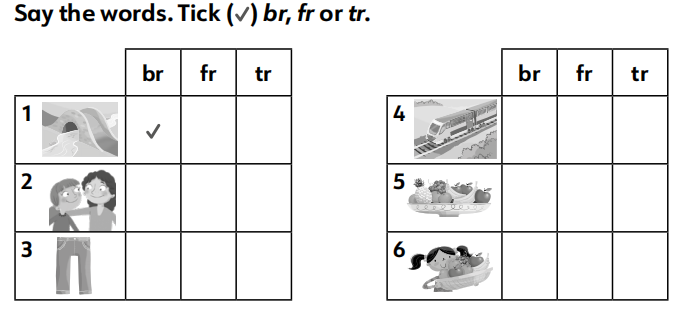 Say the words. Tick (✓) br, fr or tr.
br fr tr
1 ✓
2
3
br fr tr
4
5
6